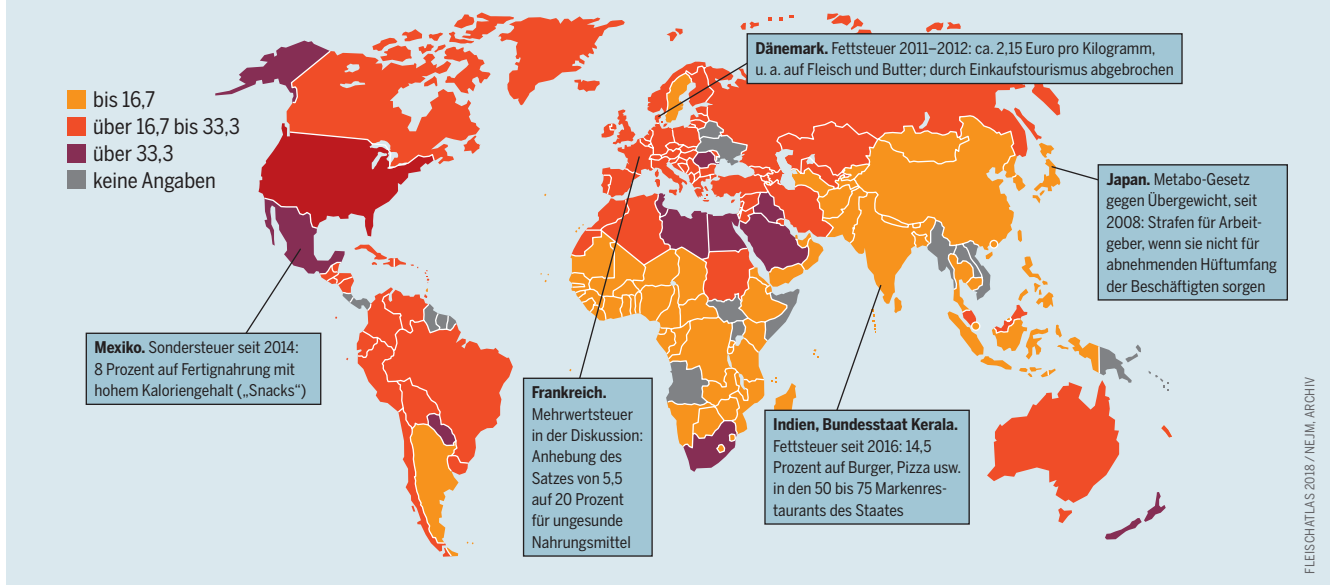 Dänemark. Fettsteuer 2011–2012: ca. 2,15 Euro pro Kilogramm,
u. a. auf Fleisch und Butter; durch Einkaufstourismus abgebrochen
bis 16,7
über 16,7 bis 33,3
über 33,3
keine Angaben
Japan. Metabo-Gesetz
gegen Übergewicht, seit
2008: Strafen für Arbeit-
geber, wenn sie nicht für
abnehmenden Hüftumfang
der Beschäftigten sorgen
Mexiko. Sondersteuer seit 2014:
8 Prozent auf Fertignahrung mit
hohem Kaloriengehalt („Snacks“)
Frankreich.
Mehrwertsteuer
in der Diskussion:
Anhebung des
Satzes von 5,5
auf 20 Prozent
für ungesunde
Nahrungsmittel
Indien, Bundesstaat Kerala.
Fettsteuer seit 2016: 14,5
Prozent auf Burger, Pizza usw.
in den 50 bis 75 Markenres-
taurants des Staates
FLEISCHATLAS 2018 / NEJM, ARCHIV